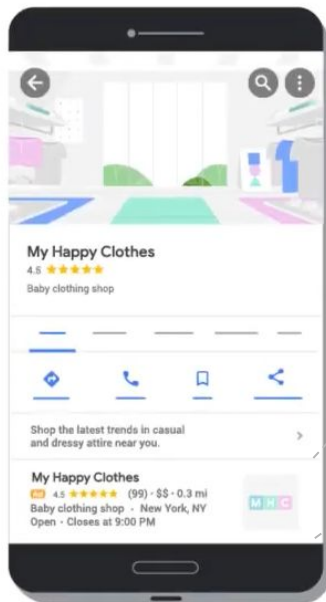 My Happy Clothes
4.5
Baby clothing shop
Shop the latest trends in casual
and dressy attire near you.
My Happy Clothes
Ad 4.5 (99) · $$ · 0.3 mi
Baby clothing shop · New York, NY
Open · Closes at 9:00 PM
MHC